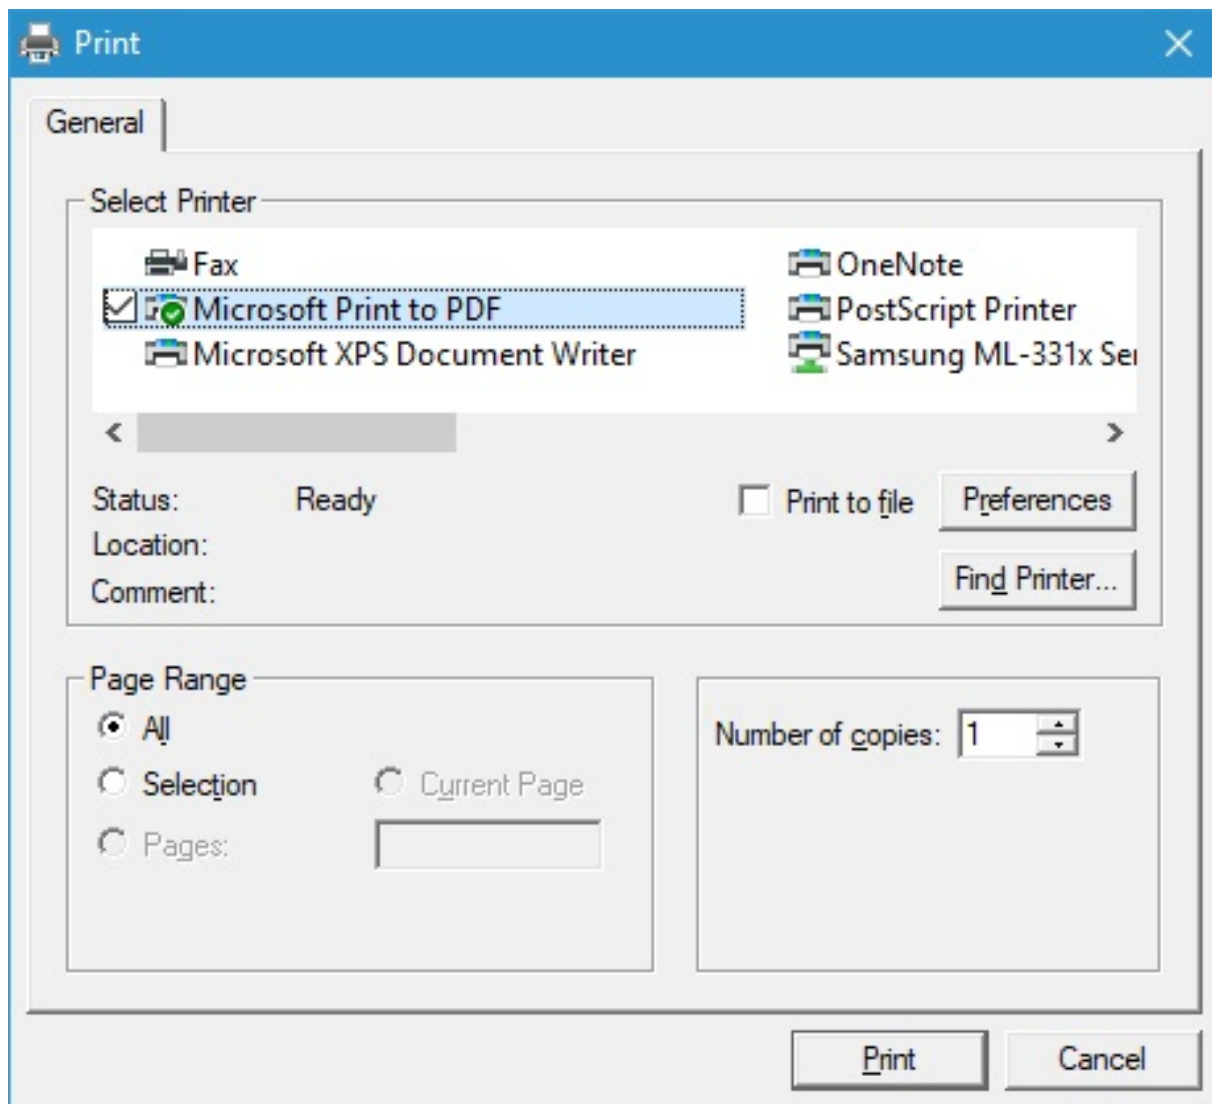 Print
General
Select Printer
Fax
OneNote
Microsoft Print to PDF
PostScript Printer
Microsoft XPS Document Writer
Samsung ML-331x
Status: Ready
Print to file
Preferences
Location:
Find Printer...
Comment:
Page Range
All
Number of copies: 1
Selection
Current Page
Pages:
Print
Cancel